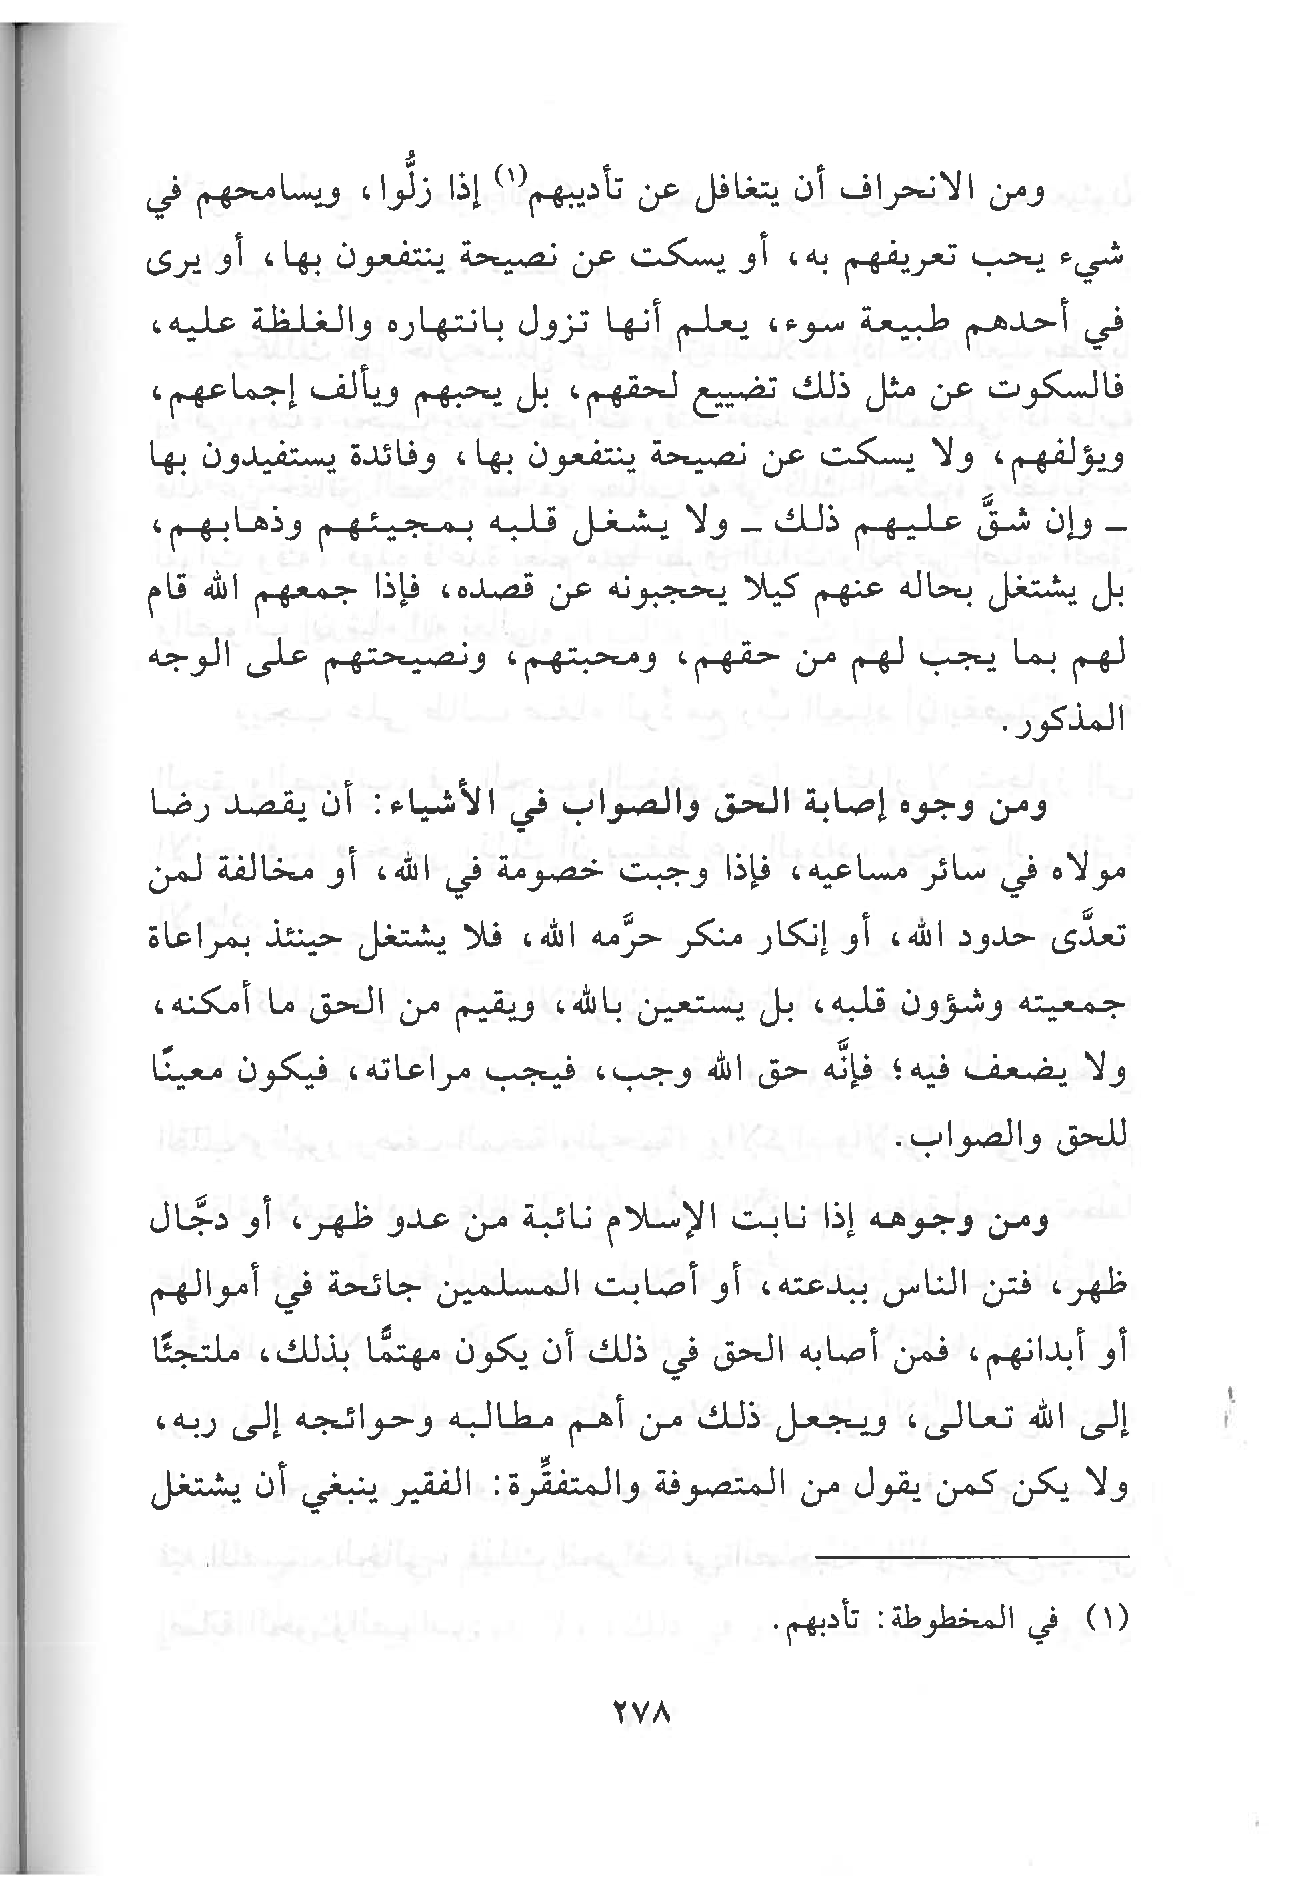 ومن الانحراف أن يتغافل عن تأديبهم(١) إذا زلُّوا، ويسامحهم في
شيء يحب تعريفهم به، أو يسكت عن نصيحة ينتفعون بها، أو يرى
في أحدهم طبيعة سوء، يعلم أنها تزول بانتهاره والغلظة عليه،
فالسكوت عن مثل ذلك تضييع لحقهم، بل يحبهم ويألف إجماعهم،
ويؤلفهم، ولا يسكت عن نصيحة ينتفعون بها، وفائدة يستفيدون بها
ـ وإن شقَّ عليهم ذلك ـ ولا يشغل قلبه بمجيئهم وذهابهم،
بل يشتغل بحاله عنهم كيلا يحجبونه عن قصده، فإذا جمعهم الله قام
لهم بما يجب لهم من حقهم، ومحبتهم، ونصيحتهم على الوجه
المذكور.
ومن وجوه إصابة الحق والصواب في الأشياء: أن يقصد رضا
مولاه في سائر مساعيه، فإذا وجبت خصومة في الله، أو مخالفة لمن
تعدَّى حدود الله، أو إنكار منكر حرَّمه الله، فلا يشتغل حينئذ بمراعاة
جمعيته وشؤون قلبه، بل يستعين بالله، ويقيم من الحق ما أمكنه،
ولا يضعف فيه؛ فإنَّه حق الله وجب، فيجب مراعاته، فيكون معينًا
للحق والصواب.
ومن وجوهه إذا نابت الإسلام نائبة من عدو ظهر، أو دجَّال
ظهر، فتن الناس ببدعته، أو أصابت المسلمين جائحة في أموالهم
أو أبدانهم، فمن أصابه الحق في ذلك أن يكون مهتمًّا بذلك، ملتجئًا
إلى الله تعالى، ويجعل ذلك من أهم مطالبه وحوائجه إلى ربه،
ولا يكن كمن يقول من المتصوفة والمتفقِّرة: الفقير ينبغي أن يشتغل
(١) في المخطوطة: تأدبهم.
٢٧٨